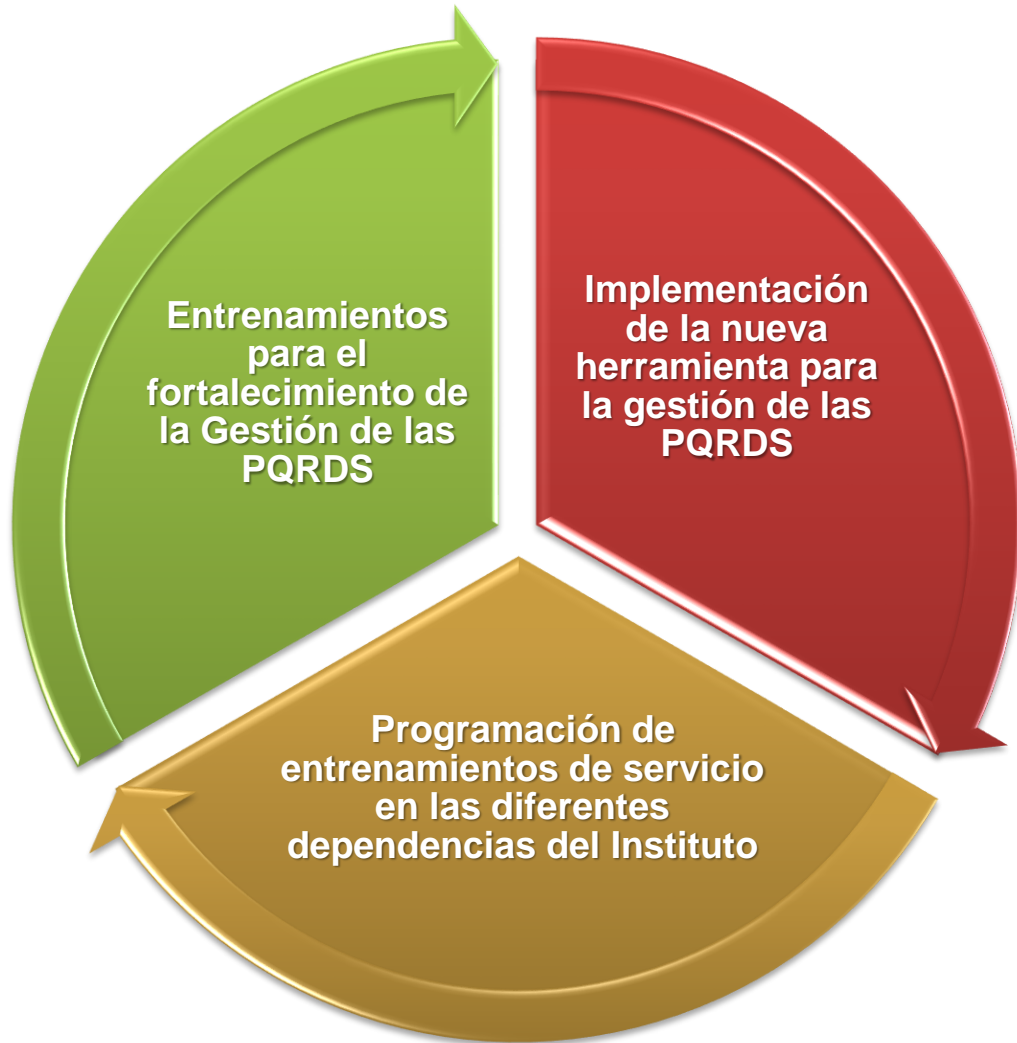 Entrenamientos
para el
fortalecimiento de
la Gestión de las
PQRDS
Implementación
de la nueva
herramienta para
la gestión de las
PQRDS
Programación de
entrenamientos de servicio
en las diferentes
dependencias del Instituto